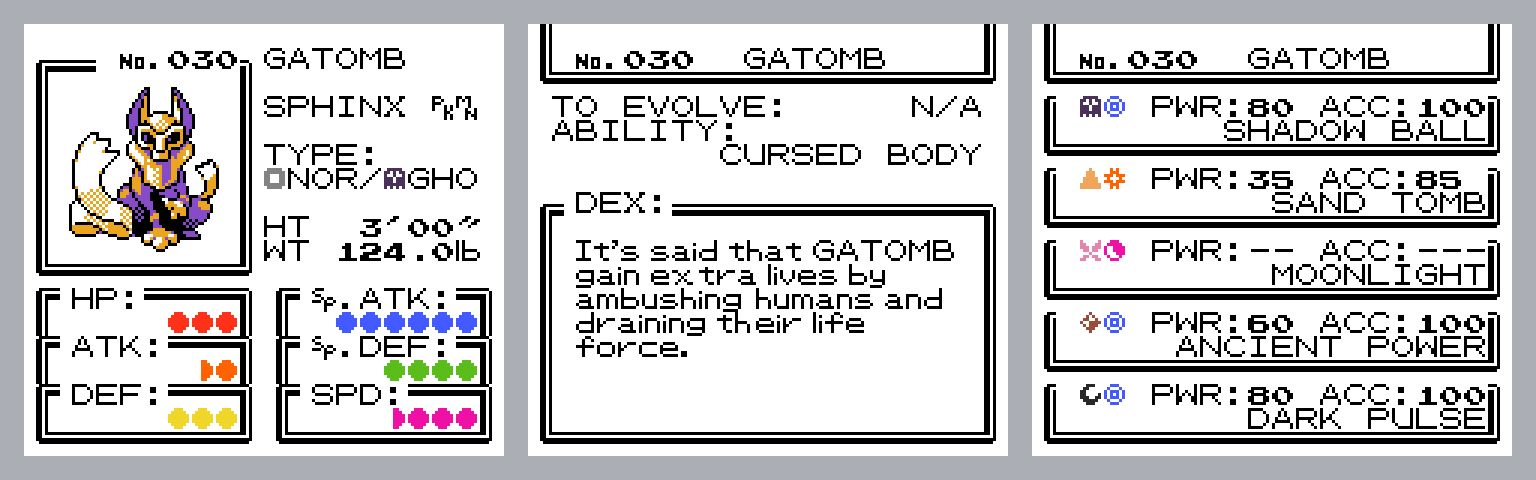 No. 030 GATOMB
SPHINX PKMN
TYPE:
NOR/GHO
HT 3'00"
WT 124.0lb
HP:
ATK:
DEF:
Sp. ATK:
Sp. DEF:
SPD:
No. 030 GATOMB
TO EVOLVE: N/A
ABILITY:
CURSED BODY
DEX:
It's said that GATOMB
gain extra lives by
ambushing humans and
draining their life
force.
No. 030 GATOMB
PWR:80 ACC:100
SHADOW BALL
PWR:35 ACC:85
SAND TOMB
PWR:-- ACC:---
MOONLIGHT
PWR:60 ACC:100
ANCIENT POWER
PWR:80 ACC:100
DARK PULSE